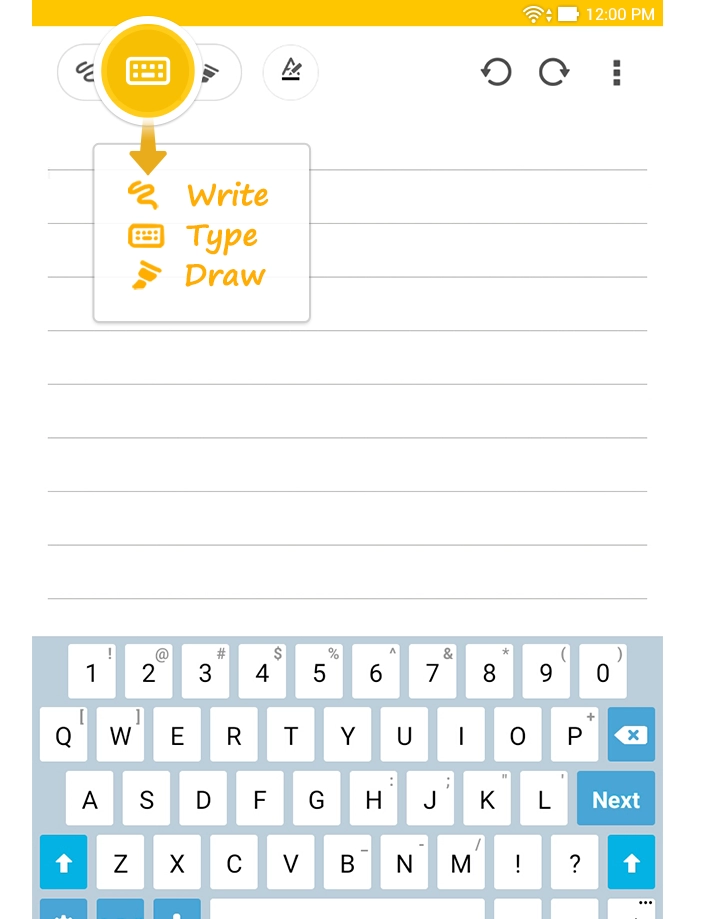 12:00 PM
Write
Type
Draw
! @ # $ % ^ & * ( )
1 2 3 4 5 6 7 8 9 0
[ ] +
Q W E R T Y U I O P
: ; " '
A S D F G H J K L Next
_ - /
Z X C V B N M ! ?